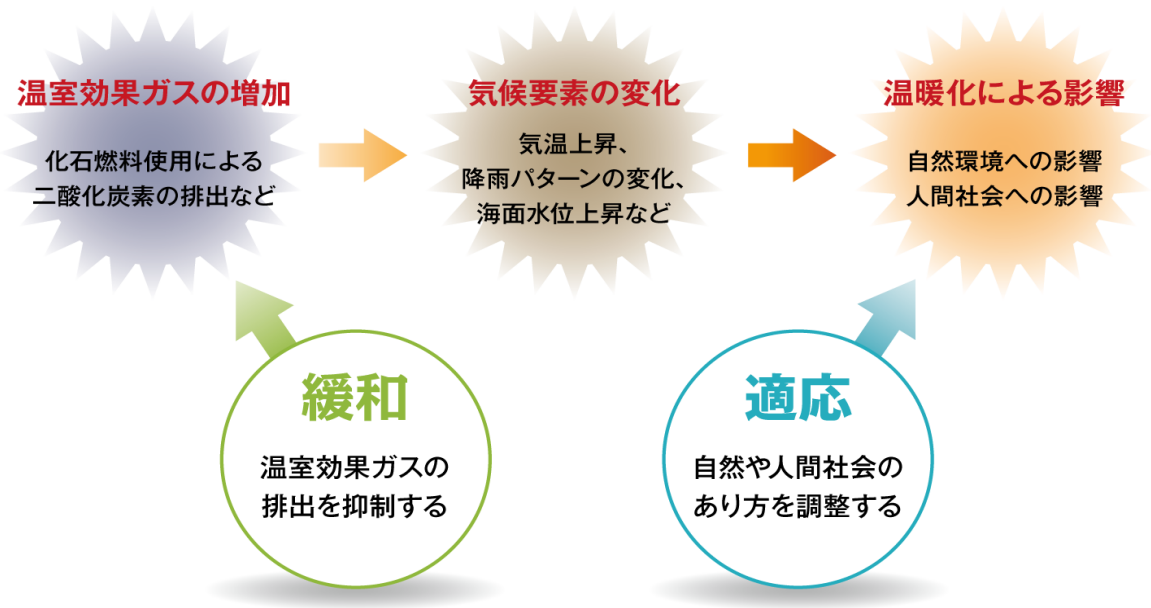 温室効果ガスの増加
化石燃料使用による
二酸化炭素の排出など
気候要素の変化
気温上昇、
降雨パターンの変化、
海面水位上昇など
温暖化による影響
自然環境への影響
人間社会への影響
緩和
温室効果ガスの
排出を抑制する
適応
自然や人間社会の
あり方を調整する